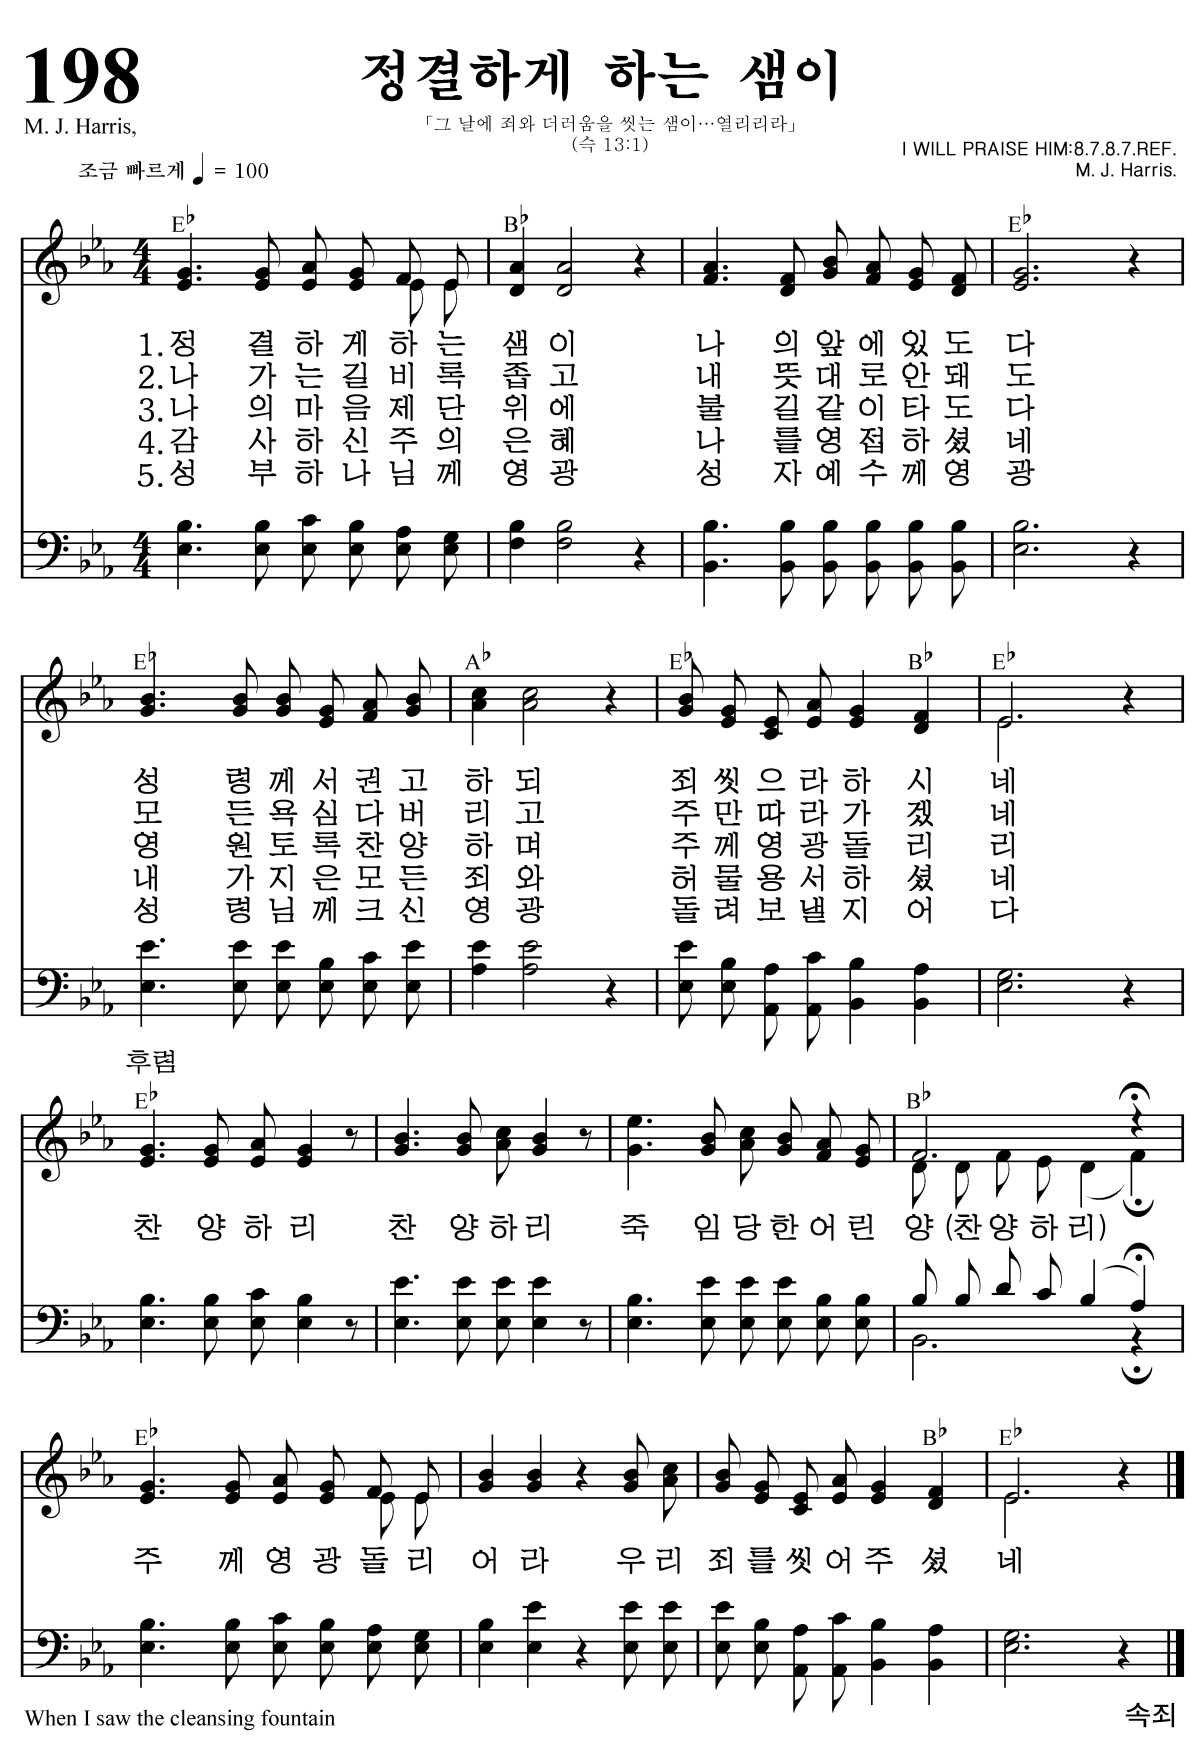 198
정결하게 하는 샘이
M. J. Harris,
「그 날에 죄와 더러움을 씻는 샘이…열리리라」
(슥 13:1)
I WILL PRAISE HIM:8.7.8.7.REF.
M. J. Harris.
조금 빠르게 ♩ = 100
E♭ B♭ E♭
4/4
1.정 결 하 게 하 는 샘 이 나 의 앞 에 있 도 다
2.나 가 는 길 비 록 좁 고 내 뜻 대 로 안 돼 도
3.나 의 마 음 제 단 위 에 불 길 같 이 타 도 다
4.감 사 하 신 주 의 은 혜 나 를 영 접 하 셨 네
5.성 부 하 나 님 께 영 광 성 자 예 수 께 영 광
4/4
E♭ A♭ E♭ B♭ E♭
성 령 께 서 권 고 하 되 죄 씻 으 라 하 시 네
모 든 욕 심 다 버 리 고 주 만 따 라 가 겠 네
영 원 토 록 찬 양 하 며 주 께 영 광 돌 리 리
내 가 지 은 모 든 죄 와 허 물 용 서 하 셨 네
성 령 님 께 크 신 영 광 돌 려 보 낼 지 어 다
후렴
E♭ B♭
찬 양 하 리 찬 양 하 리 죽 임 당 한 어 린 양 (찬 양 하 리)
E♭ B♭ E♭
주 께 영 광 돌 리 어 라 우 리 죄 를 씻 어 주 셨 네
When I saw the cleansing fountain
속죄